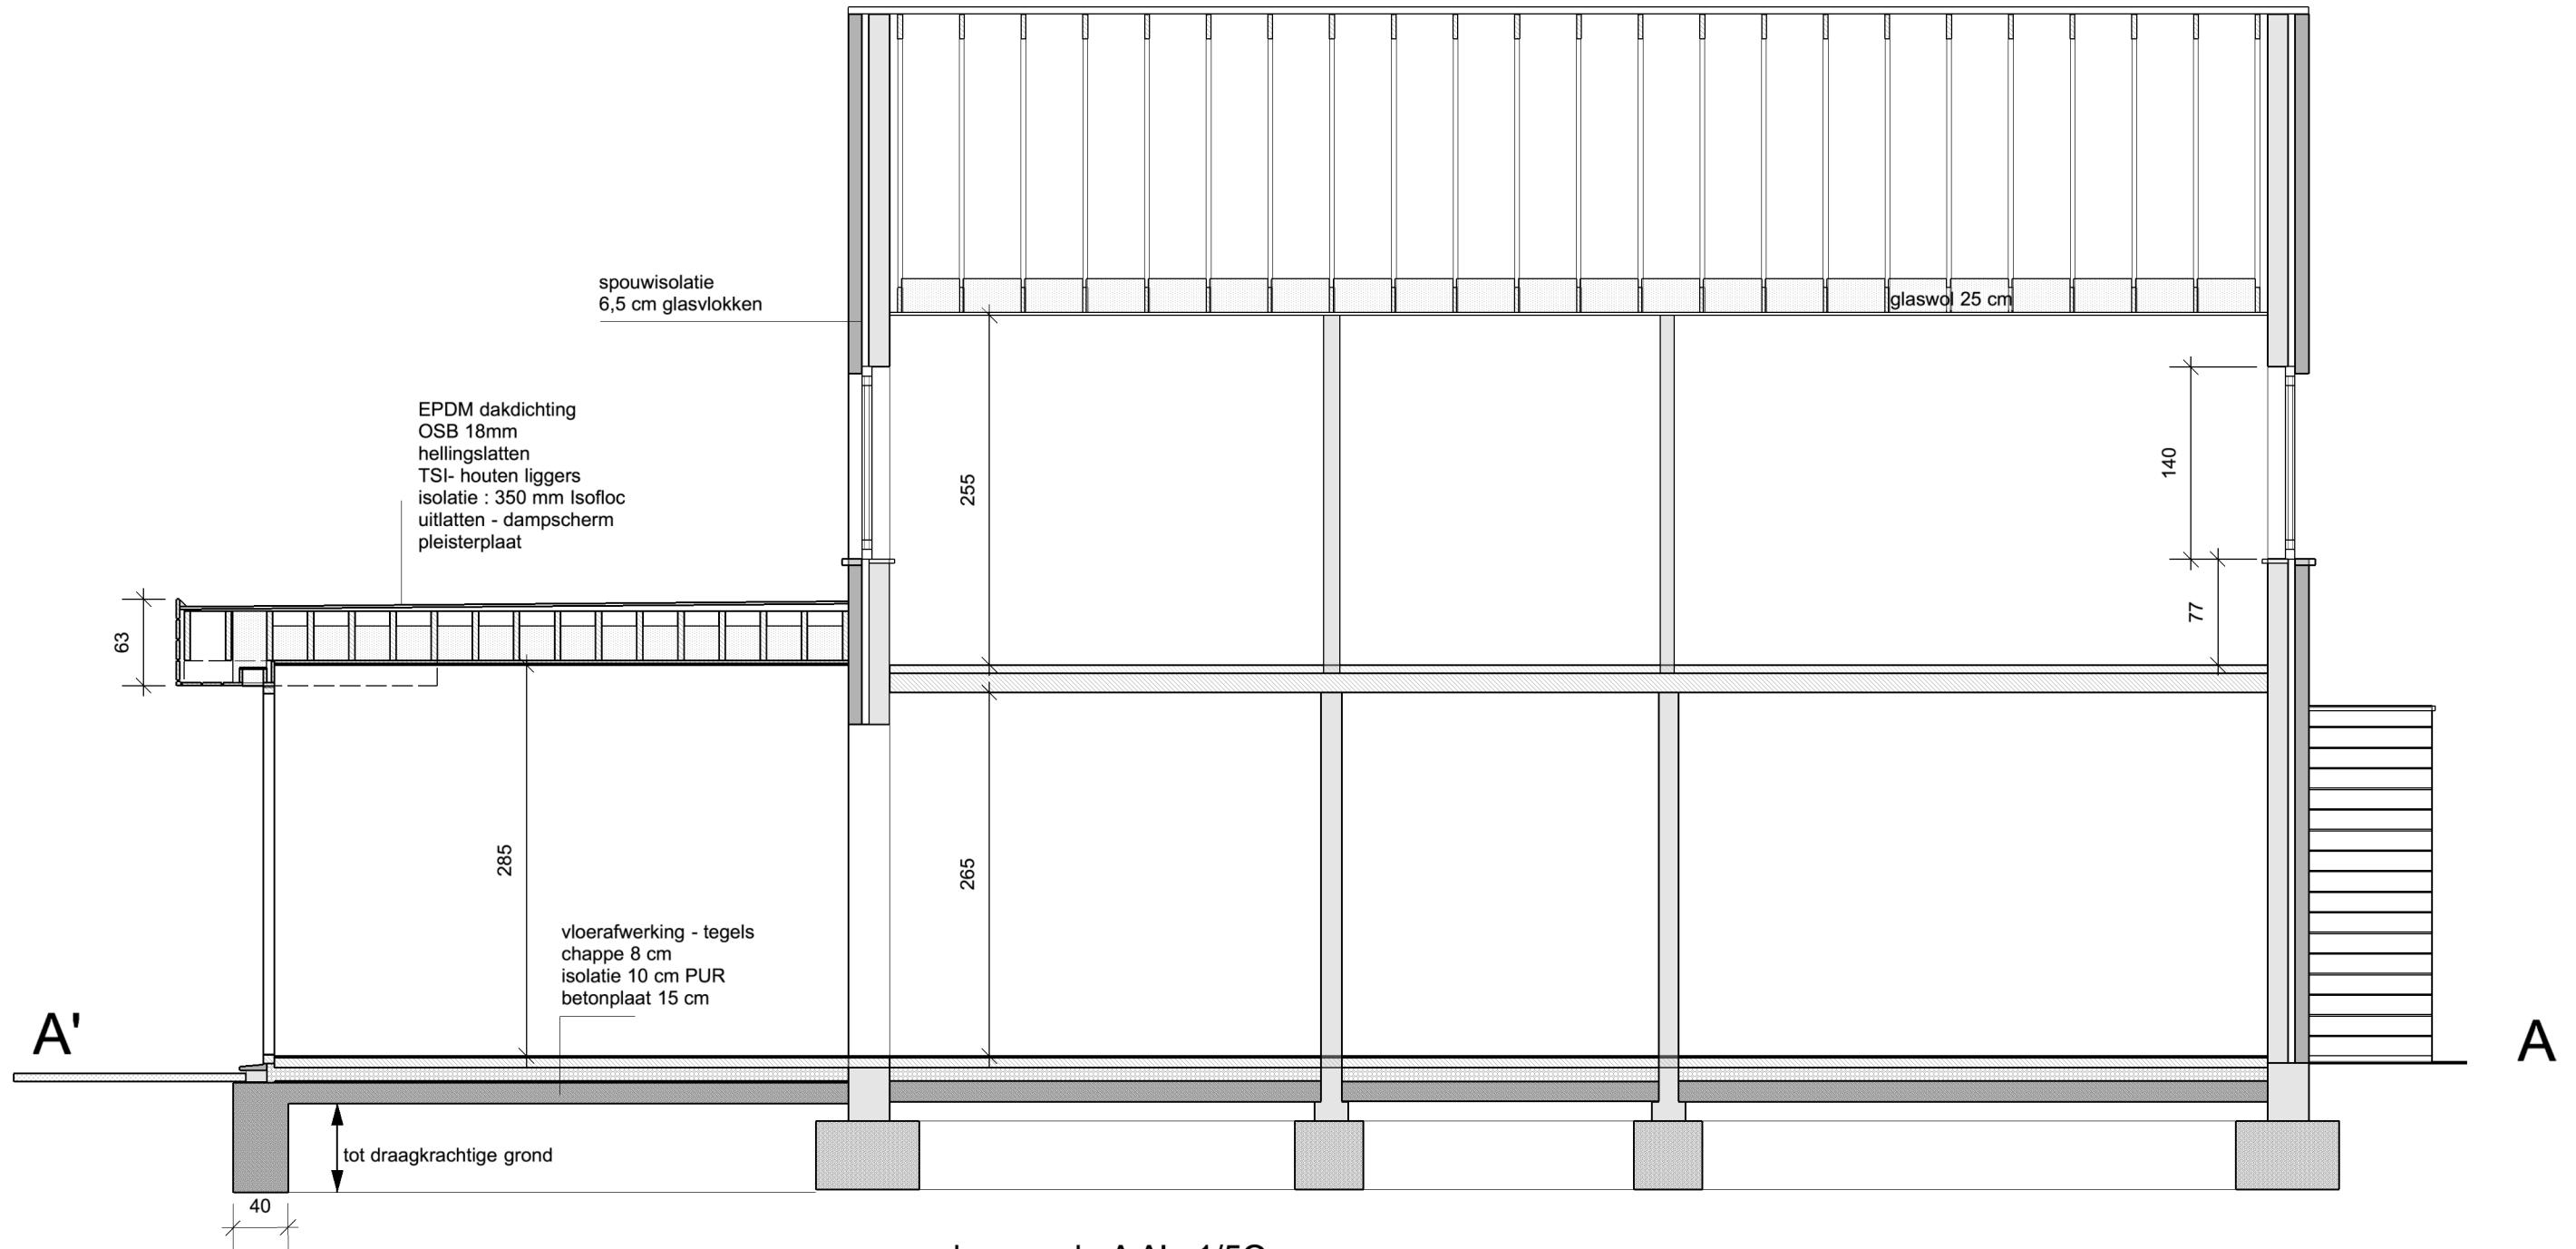 spouwisolatie
6,5 cm glasvlokken
glaswol 25 cm
EPDM dakdichting
OSB 18mm
hellingslatten
TSI- houten liggers
isolatie : 350 mm Isofloc
uitlatten - dampscherm
pleisterplaat
255
140
77
63
285
265
vloerafwerking - tegels
chappe 8 cm
isolatie 10 cm PUR
betonplaat 15 cm
A'
A
tot draagkrachtige grond
40